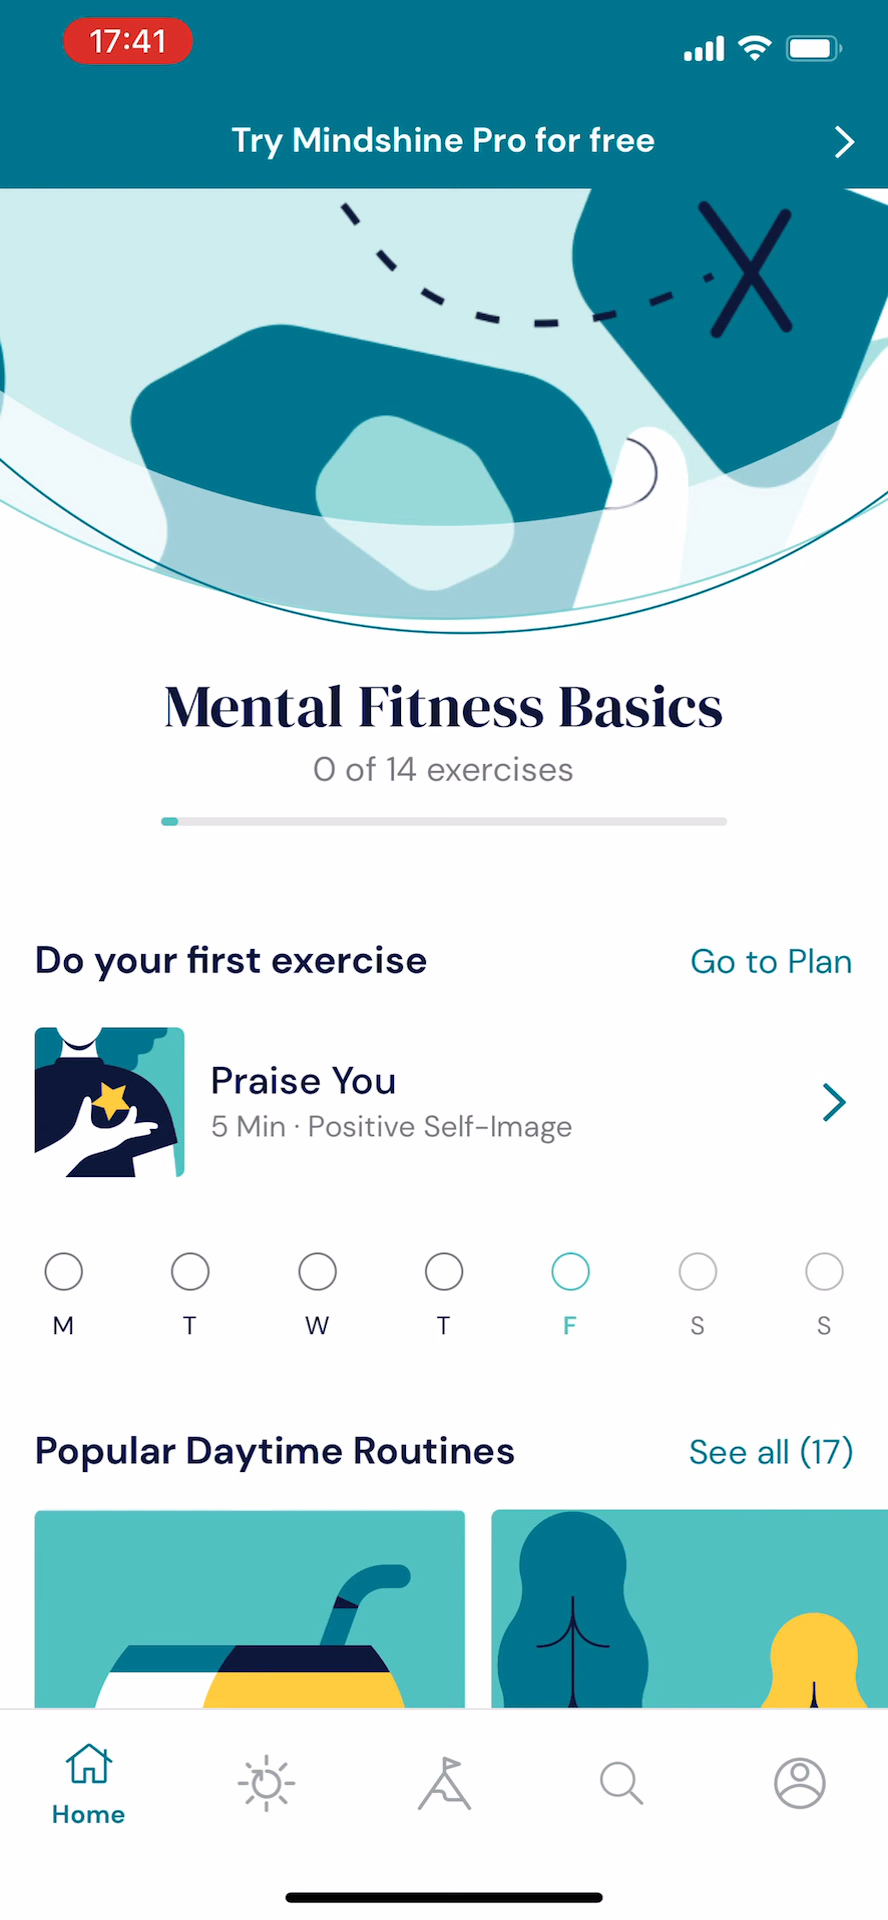 17:41
Try Mindshine Pro for free
Mental Fitness Basics
0 of 14 exercises
Do your first exercise
Go to Plan
Praise You
5 Min · Positive Self-Image
M T W T F S S
Popular Daytime Routines
See all (17)
Home